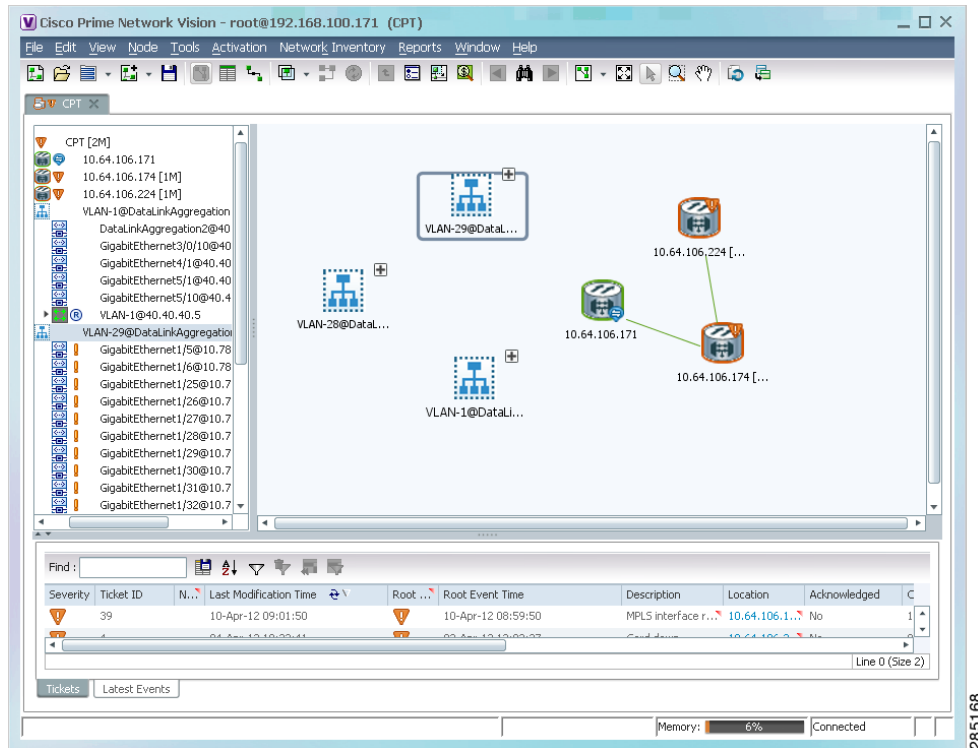 Cisco Prime Network Vision - root@192.168.100.171 (CPT)
File Edit View Node Tools Activation Network Inventory Reports Window Help
CPT
CPT [2M]
10.64.106.171
10.64.106.174 [1M]
10.64.106.224 [1M]
VLAN-1@DataLinkAggregation
DataLinkAggregation2@40
GigabitEthernet3/0/10@40
GigabitEthernet4/1@40.40
GigabitEthernet5/1@40.40
GigabitEthernet5/10@40.4
R VLAN-1@40.40.40.5
VLAN-29@DataLinkAggregatio
GigabitEthernet1/5@10.78
GigabitEthernet1/6@10.78
GigabitEthernet1/25@10.7
GigabitEthernet1/26@10.7
GigabitEthernet1/27@10.7
GigabitEthernet1/28@10.7
GigabitEthernet1/29@10.7
GigabitEthernet1/30@10.7
GigabitEthernet1/31@10.7
GigabitEthernet1/32@10.7
VLAN-29@DataL...
10.64.106.224 [...
VLAN-28@DataL...
10.64.106.171
10.64.106.174 [...
VLAN-1@DataLi...
Find :
Severity Ticket ID N... Last Modification Time Root ... Root Event Time Description Location Acknowledged C
39 10-Apr-12 09:01:50 10-Apr-12 08:59:50 MPLS interface r... 10.64.106.1... No 1
Card down No
Line 0 (Size 2)
Tickets Latest Events
Memory: 6% Connected
285168